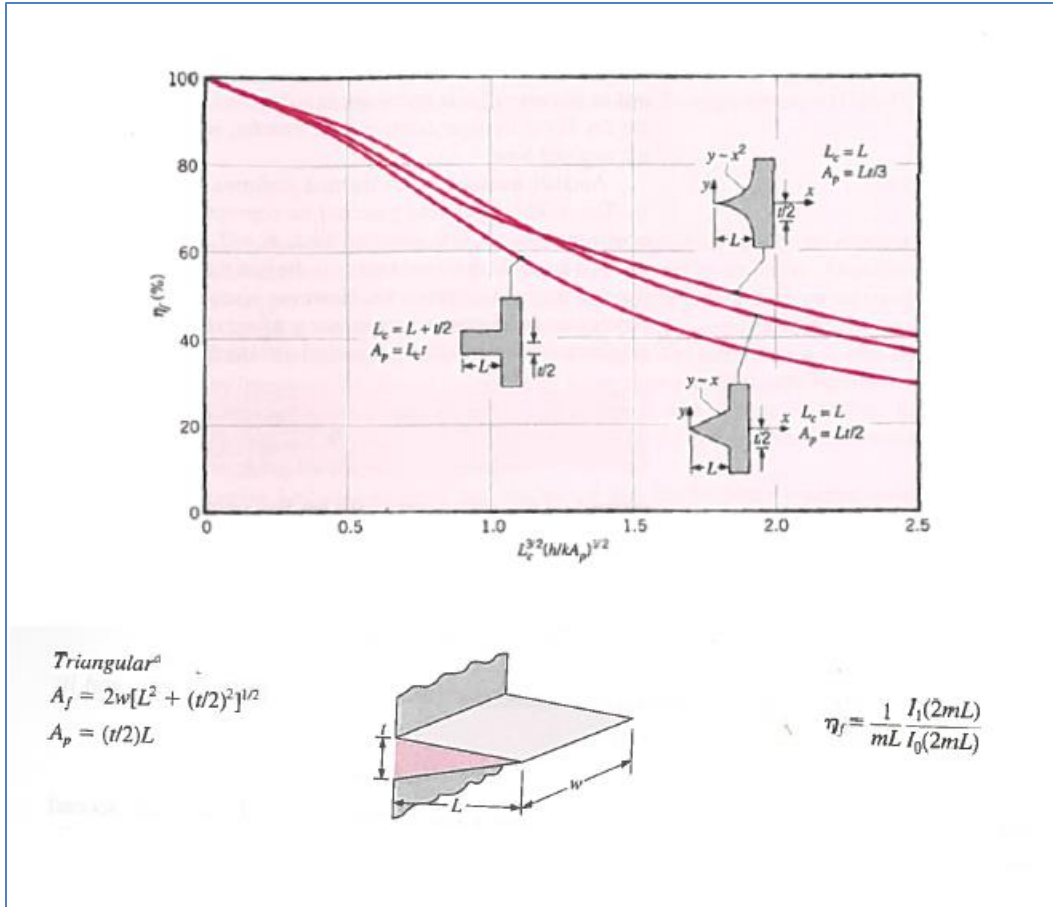 100
80
60
40
20
0
η_f (%)
0
0.5
1.0
1.5
2.0
2.5
L_c^{3/2}(h/kA_p)^{1/2}
y~x²
L_c = L
A_p = Lt/3
y
x
t/2
L
L_c = L + t/2
A_p = L_c t
L
t/2
y~x
y
x
L_c = L
A_p = Lt/2
t/2
L
Triangular^a
A_f = 2w[L² + (t/2)²]^{1/2}
A_p = (t/2)L
t
L
w
η_f = \frac{1}{mL} \frac{I_1(2mL)}{I_0(2mL)}